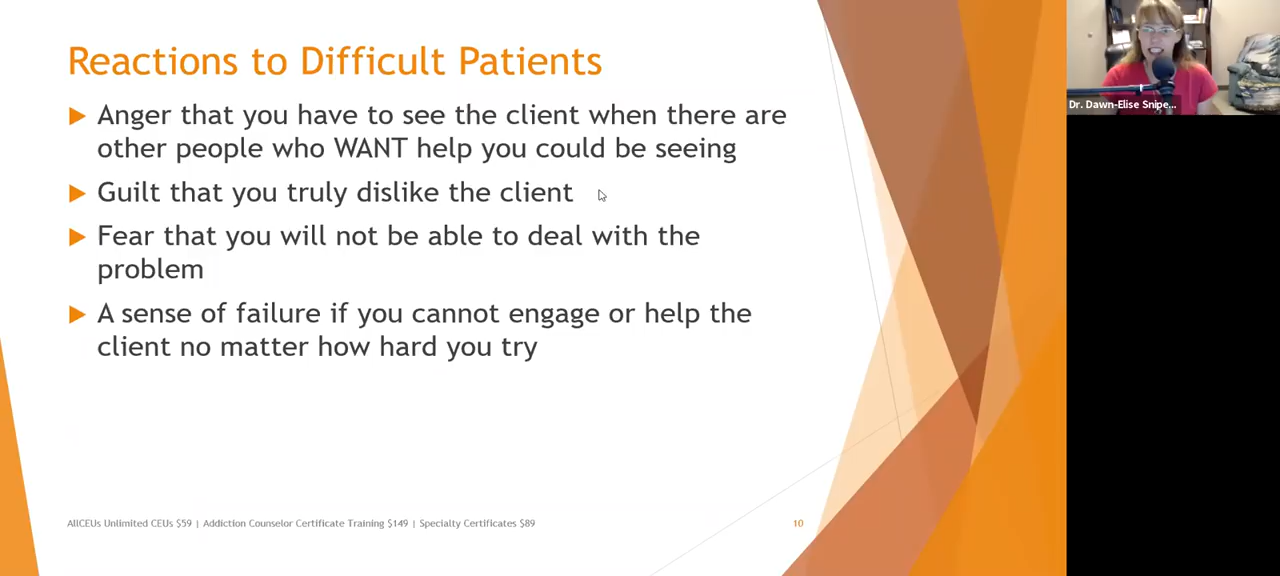 Reactions to Difficult Patients
Anger that you have to see the client when there are
other people who WANT help you could be seeing
Guilt that you truly dislike the client
Fear that you will not be able to deal with the
problem
A sense of failure if you cannot engage or help the
client no matter how hard you try
AllCEUs Unlimited CEUs $59 | Addiction Counselor Certificate Training $149 | Specialty Certificates $89
10
Dr. Dawn-Elise Snipe...